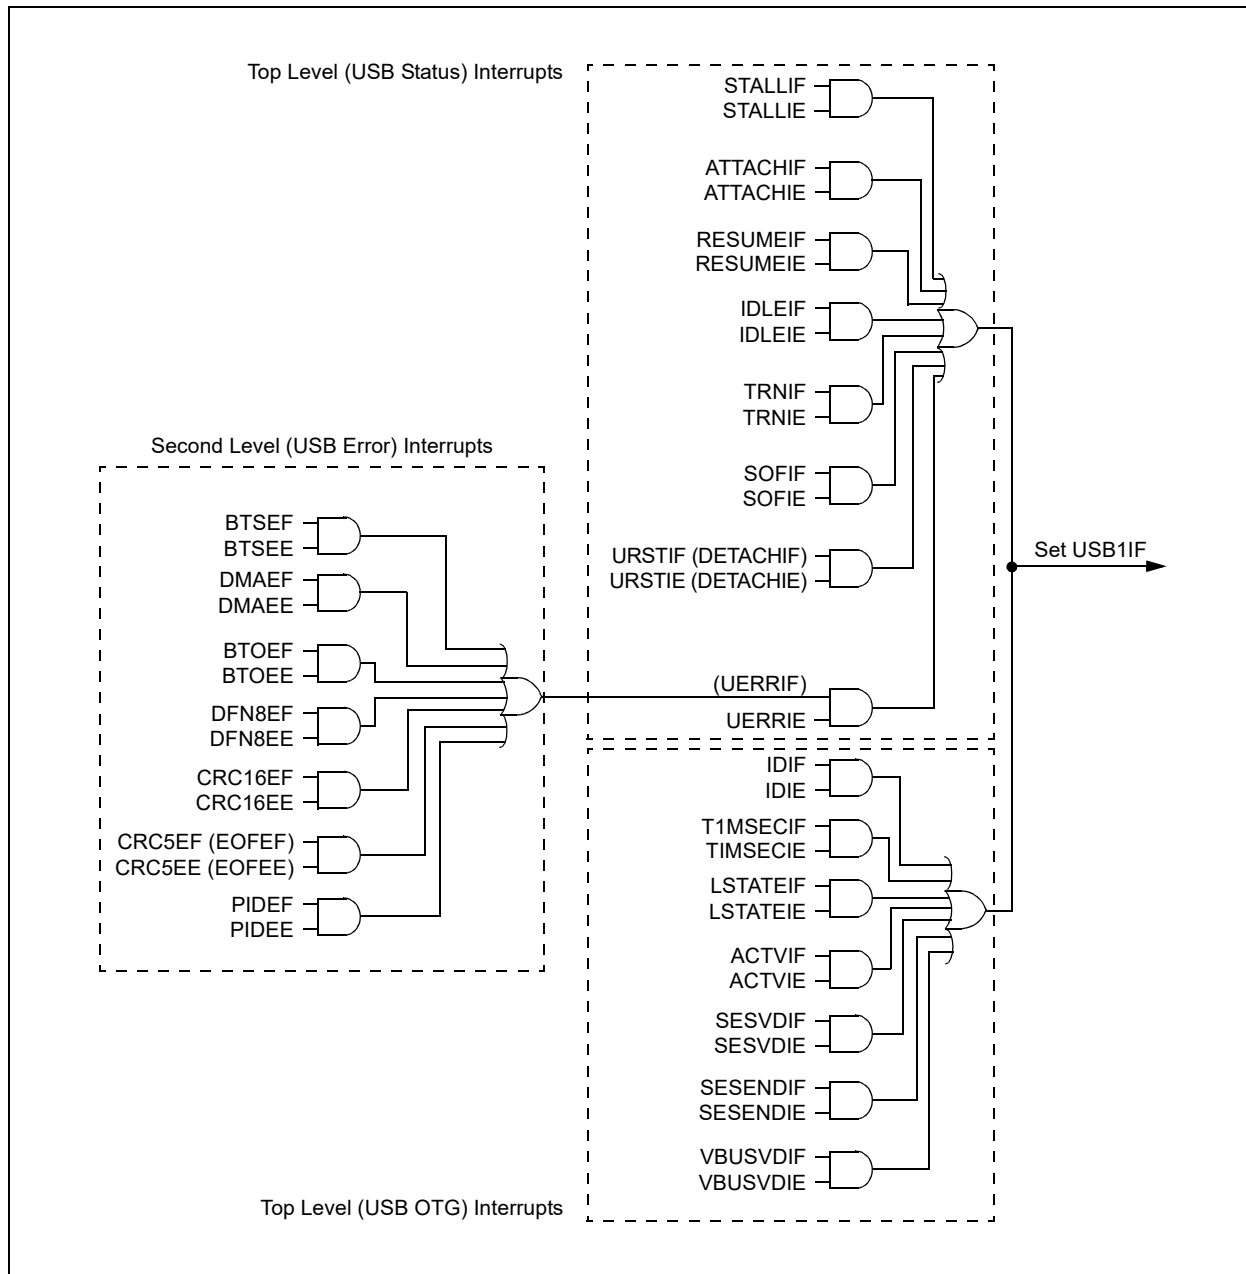 Top Level (USB Status) Interrupts
STALLIF
STALLIE
ATTACHIF
ATTACHIE
RESUMEIF
RESUMEIE
IDLEIF
IDLEIE
TRNIF
TRNIE
SOFIF
SOFIE
URSTIF (DETACHIF)
URSTIE (DETACHIE)
(UERRIF)
UERRIE
Set USB1IF
Second Level (USB Error) Interrupts
BTSEF
BTSEE
DMAEF
DMAEE
BTOEF
BTOEE
DFN8EF
DFN8EE
CRC16EF
CRC16EE
CRC5EF (EOFEF)
CRC5EE (EOFEE)
PIDEF
PIDEE
IDIF
IDIE
T1MSECIF
TIMSECIE
LSTATEIF
LSTATEIE
ACTVIF
ACTVIE
SESVDIF
SESVDIE
SESENDIF
SESENDIE
VBUSVDIF
VBUSVDIE
Top Level (USB OTG) Interrupts